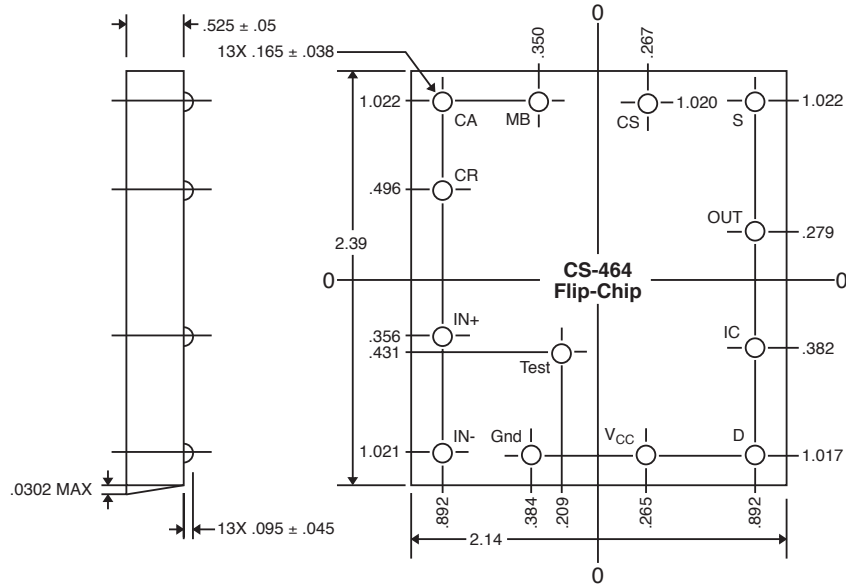 0
.525 ± .05
13X .165 ± .038
.350
.267
1.022
CA
MB
CS
1.020
S
1.022
.496
CR
2.39
OUT
.279
0
CS-464
Flip-Chip
0
.356
IN+
.431
Test
IC
.382
1.021
IN-
Gnd
VCC
D
1.017
.0302 MAX
13X .095 ± .045
.892
.384
.209
.265
.892
2.14
0